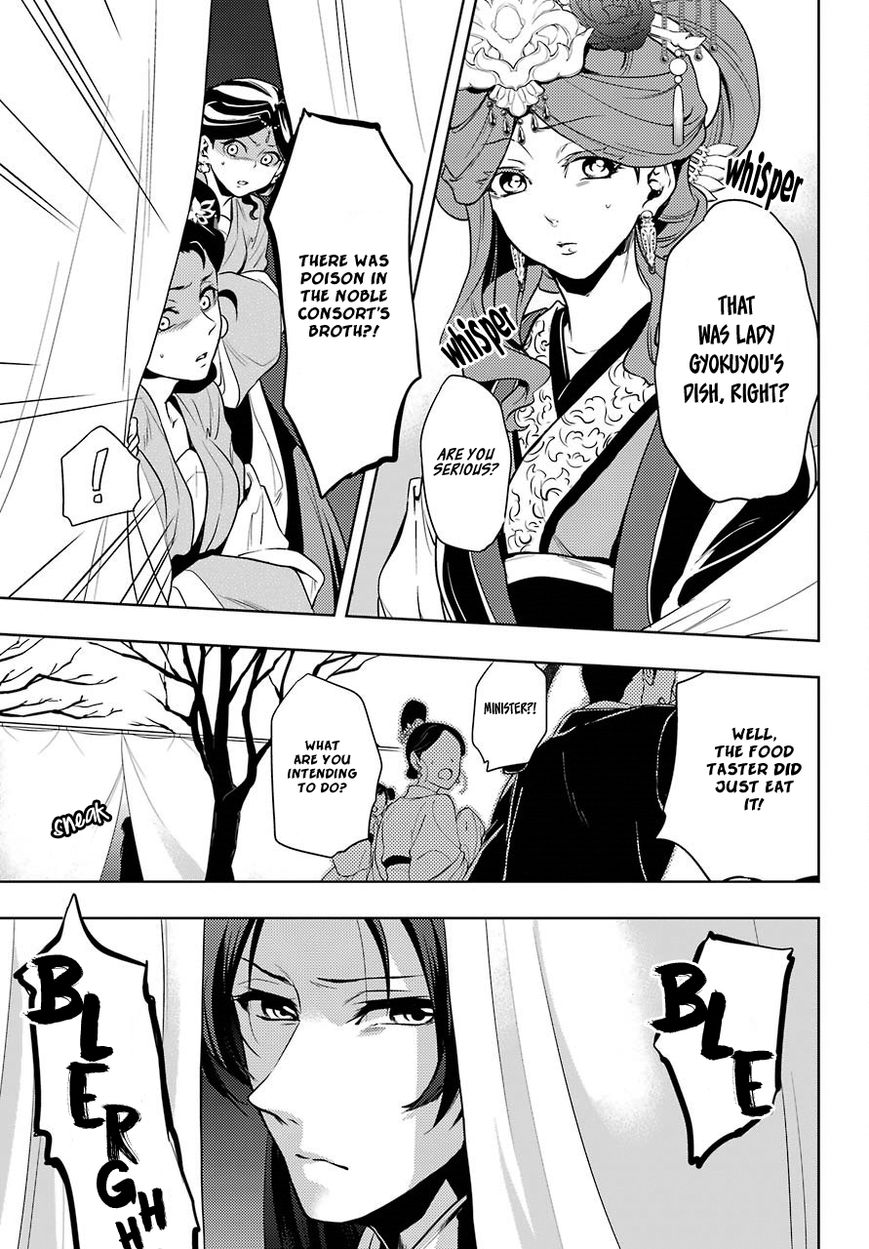 whisper
THAT
WAS LADY
GYOKUYOU'S
DISH, RIGHT?
whisper
ARE YOU
SERIOUS?
THERE WAS
POISON IN
THE NOBLE
CONSORT'S
BROTH?!
!
WELL,
THE FOOD
TASTER DID
JUST EAT
IT!
MINISTER?!
WHAT
ARE YOU
INTENDING
TO DO?
sneak
BLE
BLERGHH